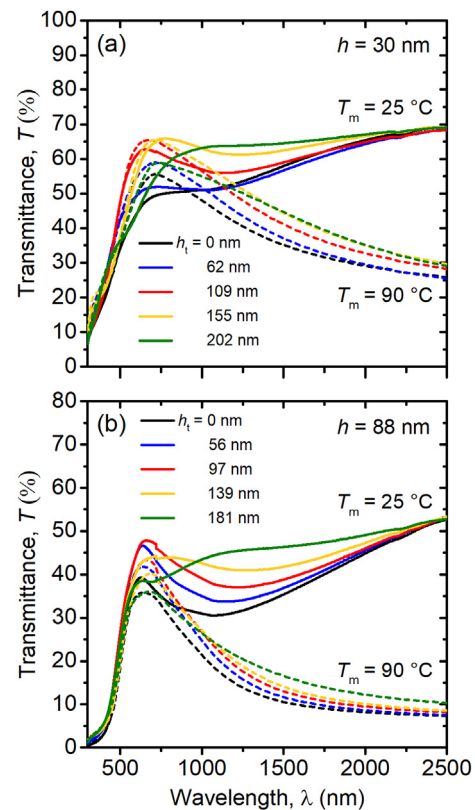 (a)
h = 30 nm
Tm = 25 °C
Transmittance, T (%)
100
90
80
70
60
50
40
30
20
10
0
ht = 0 nm
62 nm
109 nm
155 nm
202 nm
Tm = 90 °C
(b)
h = 88 nm
Tm = 25 °C
Transmittance, T (%)
80
70
60
50
40
30
20
10
0
ht = 0 nm
56 nm
97 nm
139 nm
181 nm
Tm = 90 °C
500 1000 1500 2000 2500
Wavelength, λ (nm)